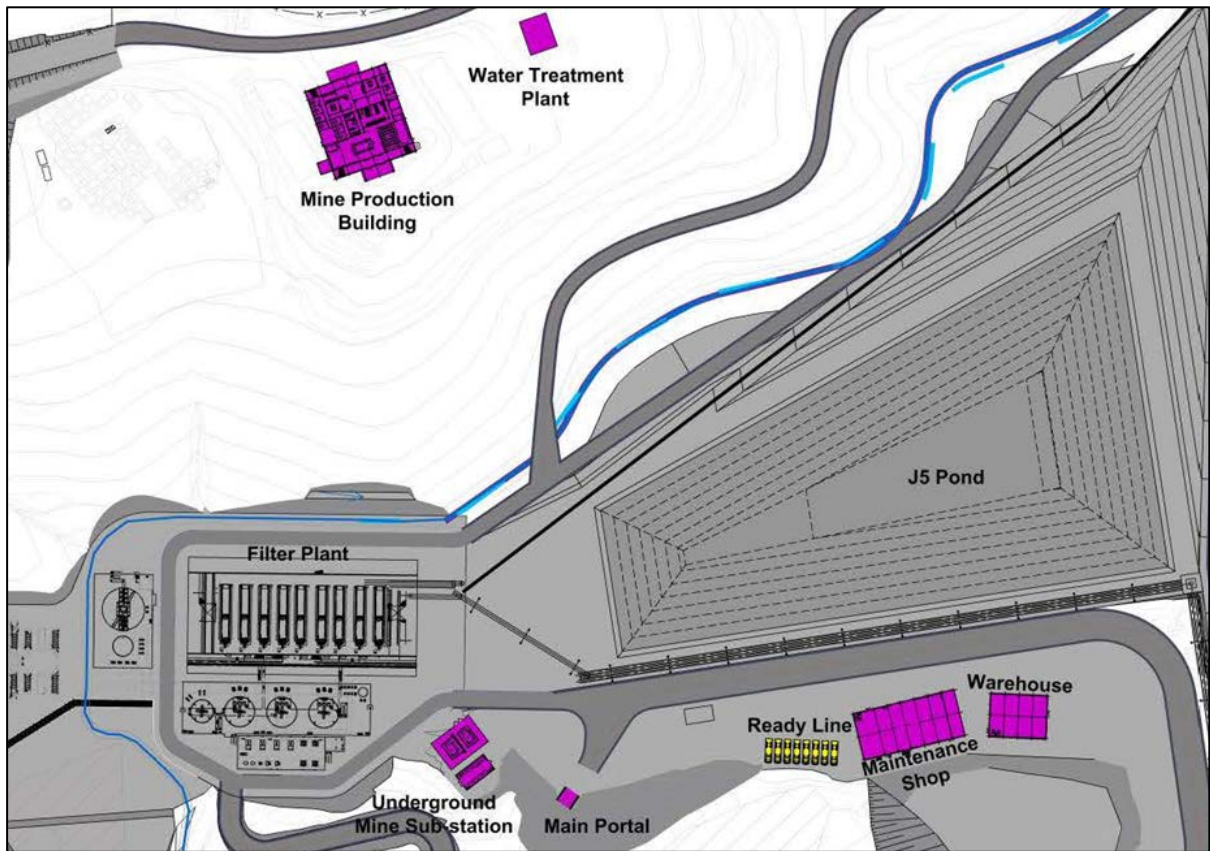 Water Treatment
Plant
Mine Production
Building
J5 Pond
Filter Plant
Warehouse
Ready Line
Maintenance
Shop
Underground
Mine Sub-station
Main Portal